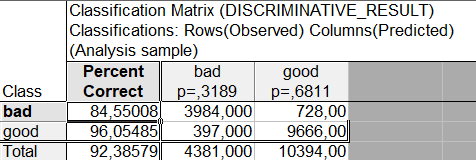 Classification Matrix (DISCRIMINATIVE_RESULT)
Classifications: Rows(Observed) Columns(Predicted)
(Analysis sample)
Class Percent Correct bad p=,3189 good p=,6811
bad 84,55008 3984,000 728,00
good 96,05485 397,000 9666,00
Total 92,38579 4381,000 10394,00